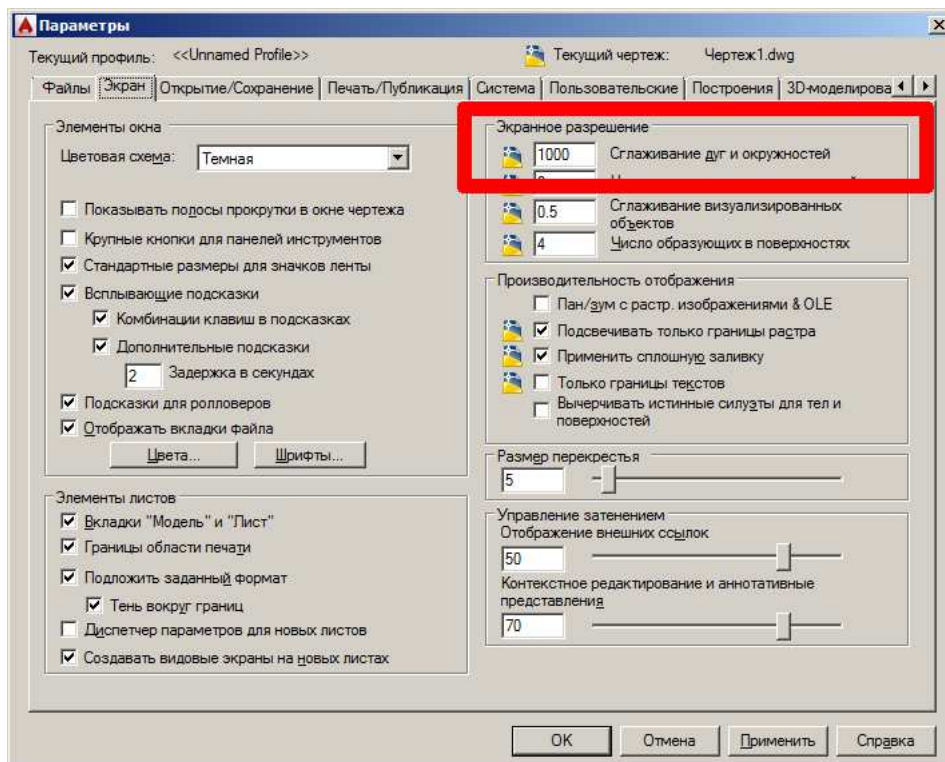 Параметры
Текущий профиль: <<Unnamed Profile>> Текущий чертеж: Чертеж1.dwg
Файлы Экран Открытие/Сохранение Печать/Публикация Система Пользовательские Построения 3D-моделирова
Элементы окна
Цветовая схема: Темная
Показывать полосы прокрутки в окне чертежа
Крупные кнопки для панелей инструментов
Стандартные размеры для значков ленты
Всплывающие подсказки
Комбинации клавиш в подсказках
Дополнительные подсказки
2 Задержка в секундах
Подсказки для ролловеров
Отображать вкладки файла
Цвета... Шрифты...
Элементы листов
Вкладки "Модель" и "Лист"
Границы области печати
Подложить заданный формат
Тень вокруг границ
Диспетчер параметров для новых листов
Создавать видовые экраны на новых листах
Экранное разрешение
1000 Сглаживание дуг и окружностей
0.5 Сглаживание визуализированных
объектов
4 Число образующих в поверхностях
Производительность отображения
Пан/зум с растр. изображениями & OLE
Подсвечивать только границы растра
Применить сплошную заливку
Только границы текстов
Вычерчивать истинные силуэты для тел и
поверхностей
Размер перекрестья
5
Управление затенением
Отображение внешних ссылок
50
Контекстное редактирование и аннотативные
представления
70
OK Отмена Применить Справка